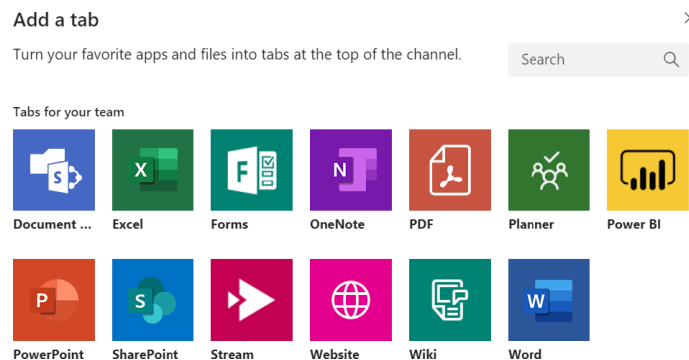 Add a tab
Turn your favorite apps and files into tabs at the top of the channel.
Search
Tabs for your team
S
X
F
N
Document ...
Excel
Forms
OneNote
PDF
Planner
Power BI
P
S
W
PowerPoint
SharePoint
Stream
Website
Wiki
Word